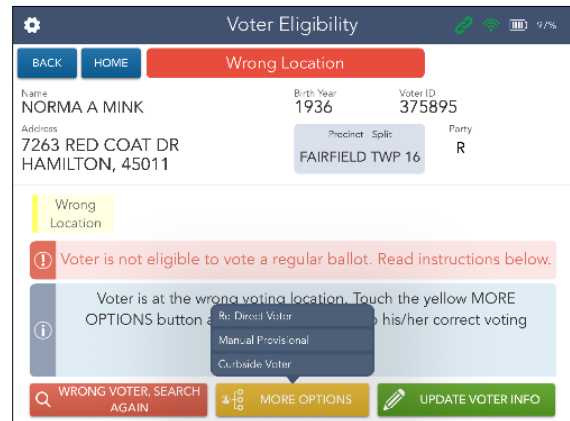 Voter Eligibility
97%
BACK
HOME
Wrong Location
Name
NORMA A MINK
Birth Year
1936
Voter ID
375895
Address
7263 RED COAT DR
HAMILTON, 45011
Precinct - Split
FAIRFIELD TWP 16
Party
R
Wrong
Location
Voter is not eligible to vote a regular ballot. Read instructions below.
Voter is at the wrong voting location. Touch the yellow MORE
OPTIONS button his/her correct voting
Re-Direct Voter
Manual Provisional
Curbside Voter
WRONG VOTER, SEARCH
AGAIN
MORE OPTIONS
UPDATE VOTER INFO